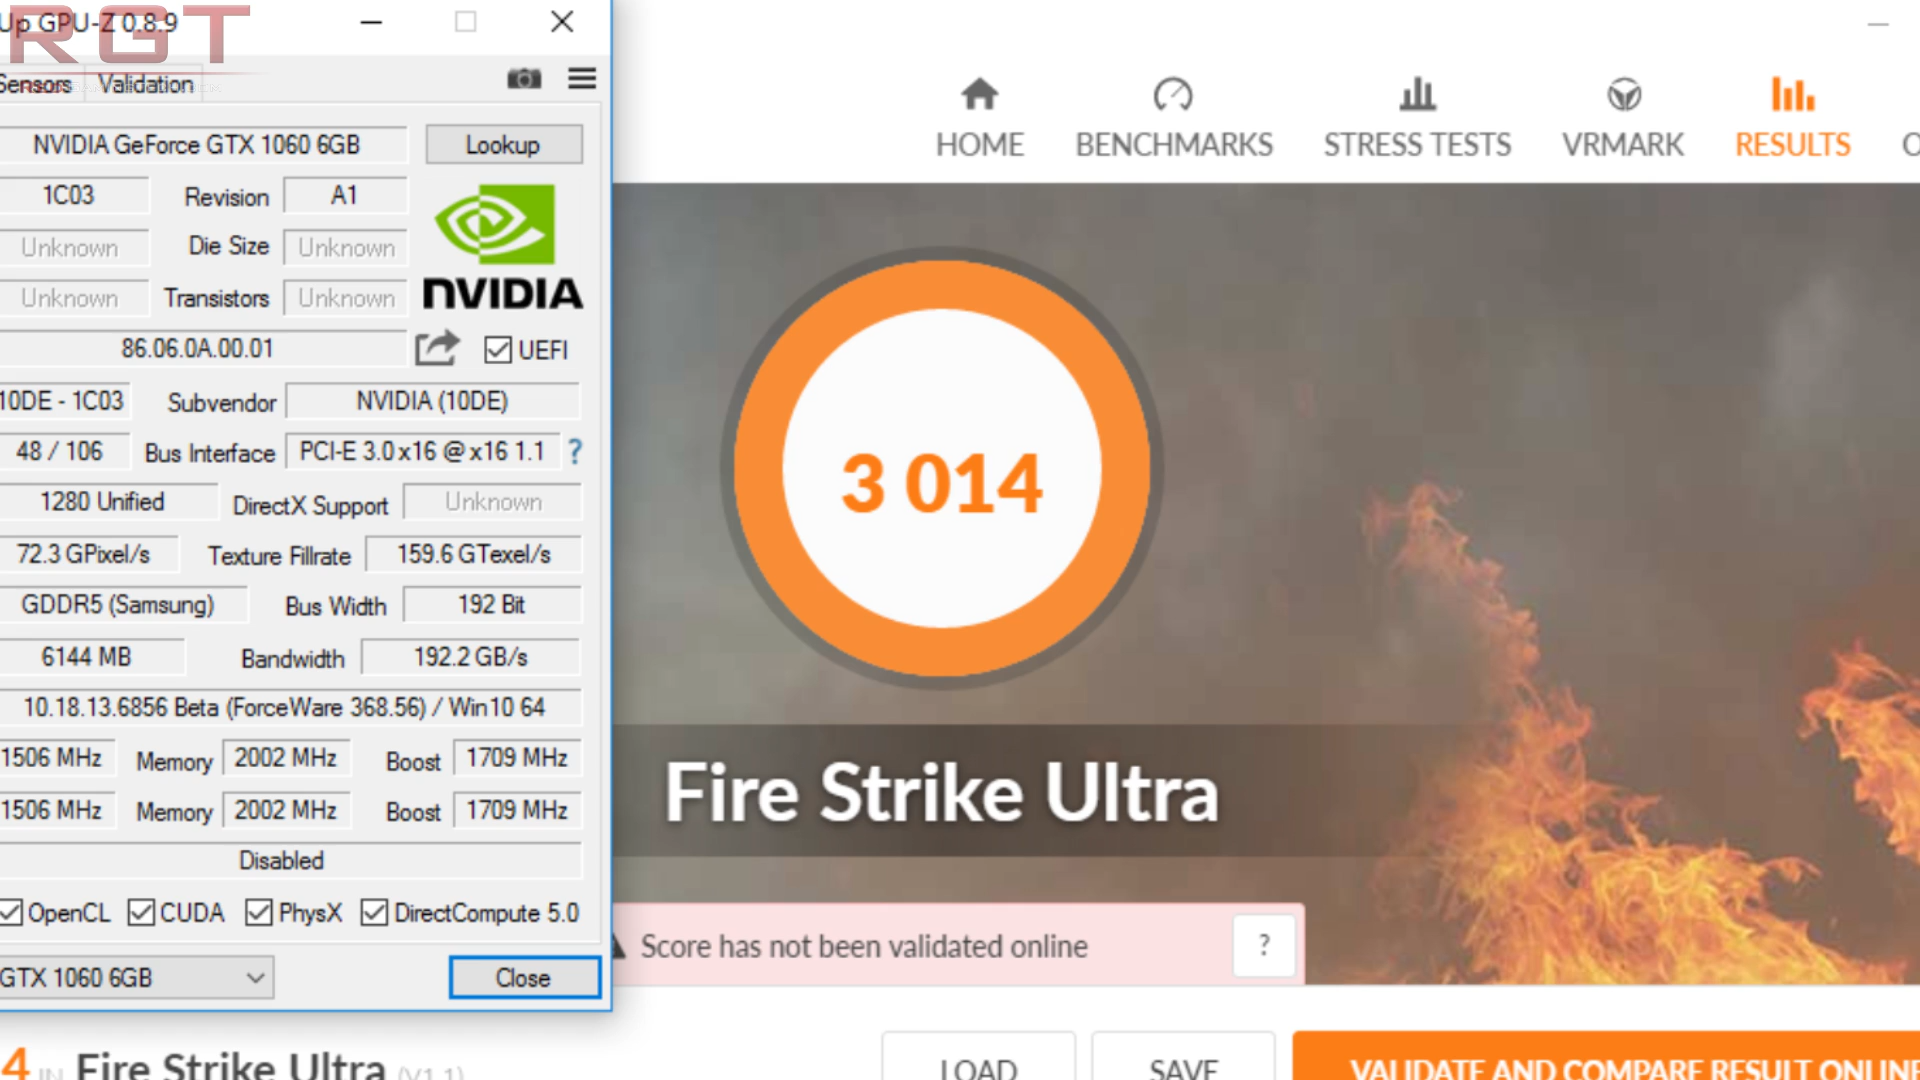 Up GPU-Z 0.8.9
RGT
Sensors Validation
NVIDIA GeForce GTX 1060 6GB Lookup
1C03 Revision A1
Unknown Die Size Unknown
Unknown Transistors Unknown
NVIDIA
86.06.0A.00.01 UEFI
10DE - 1C03 Subvendor NVIDIA (10DE)
48 / 106 Bus Interface PCI-E 3.0 x16 @ x16 1.1 ?
1280 Unified DirectX Support Unknown
72.3 GPixel/s Texture Fillrate 159.6 GTexel/s
GDDR5 (Samsung) Bus Width 192 Bit
6144 MB Bandwidth 192.2 GB/s
10.18.13.6856 Beta (ForceWare 368.56) / Win10 64
1506 MHz Memory 2002 MHz Boost 1709 MHz
1506 MHz Memory 2002 MHz Boost 1709 MHz
Disabled
OpenCL CUDA PhysX DirectCompute 5.0
GTX 1060 6GB Close
HOME BENCHMARKS STRESS TESTS VRMARK RESULTS
3 014
Fire Strike Ultra
Score has not been validated online ?
4 IN Fire Strike Ultra (V1.1)
LOAD SAVE VALIDATE AND COMPARE RESULT ONLINE